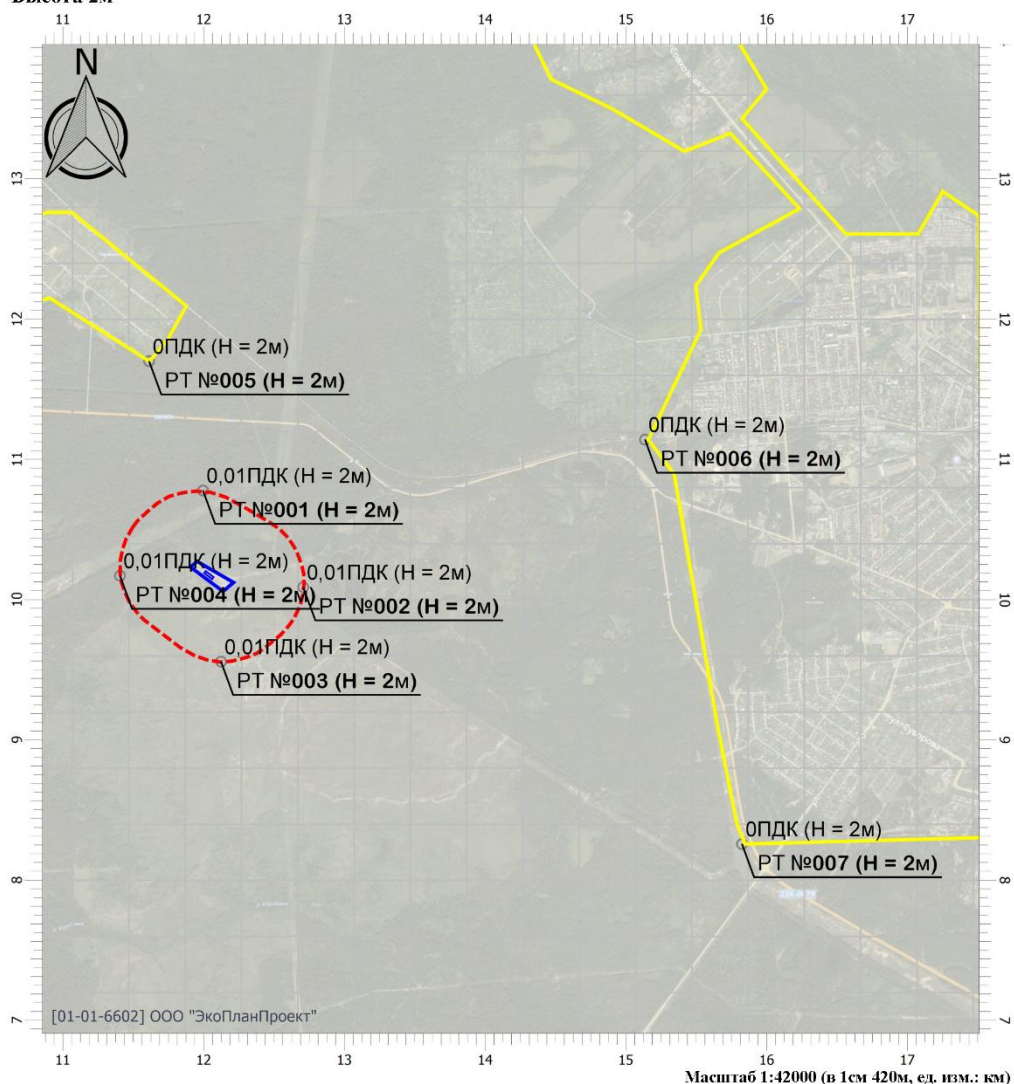 Высота 2м
11 12 13 14 15 16 17
N
13 13
12 12
0ПДК (Н = 2м)
РТ №005 (Н = 2м)
11 11
0ПДК (Н = 2м)
РТ №006 (Н = 2м)
0,01ПДК (Н = 2м)
РТ №001 (Н = 2м)
0,01ПДК (Н = 2м)
РТ №004 (Н = 2м)
0,01ПДК (Н = 2м)
РТ №002 (Н = 2м)
10 10
0,01ПДК (Н = 2м)
РТ №003 (Н = 2м)
9 9
0ПДК (Н = 2м)
РТ №007 (Н = 2м)
8 8
7 7
[01-01-6602] ООО "ЭкоПланПроект"
11 12 13 14 15 16 17
Масштаб 1:42000 (в 1см 420м, ед. изм.: км)